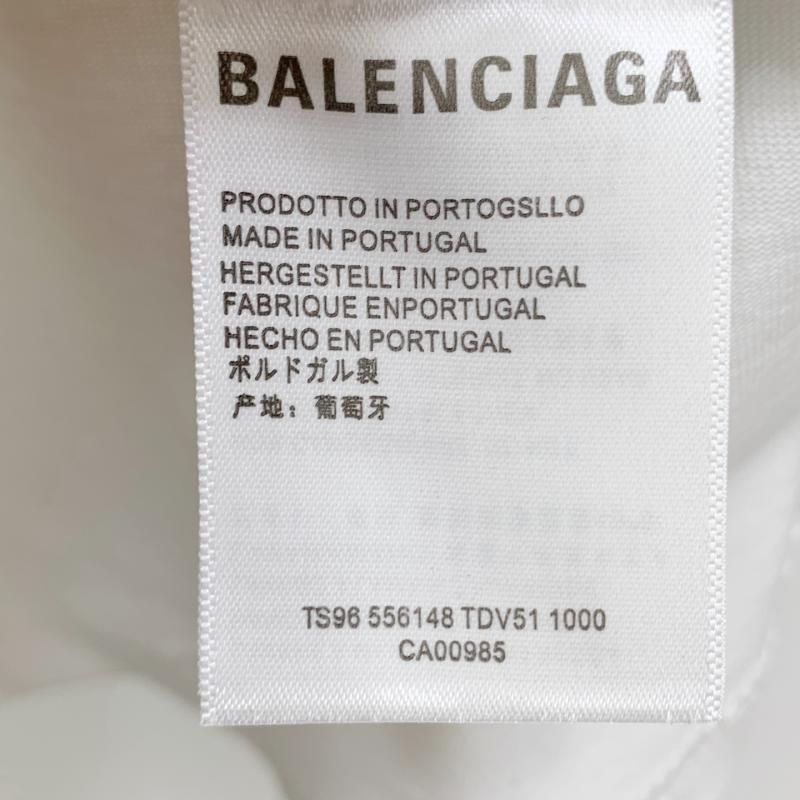 BALENCIAGA
PRODOTTO IN PORTOGSLLO
MADE IN PORTUGAL
HERGESTELLT IN PORTUGAL
FABRIQUE ENPORTUGAL
HECHO EN PORTUGAL
ポルドガル製
产地：葡萄牙
TS96 556148 TDV51 1000
CA00985